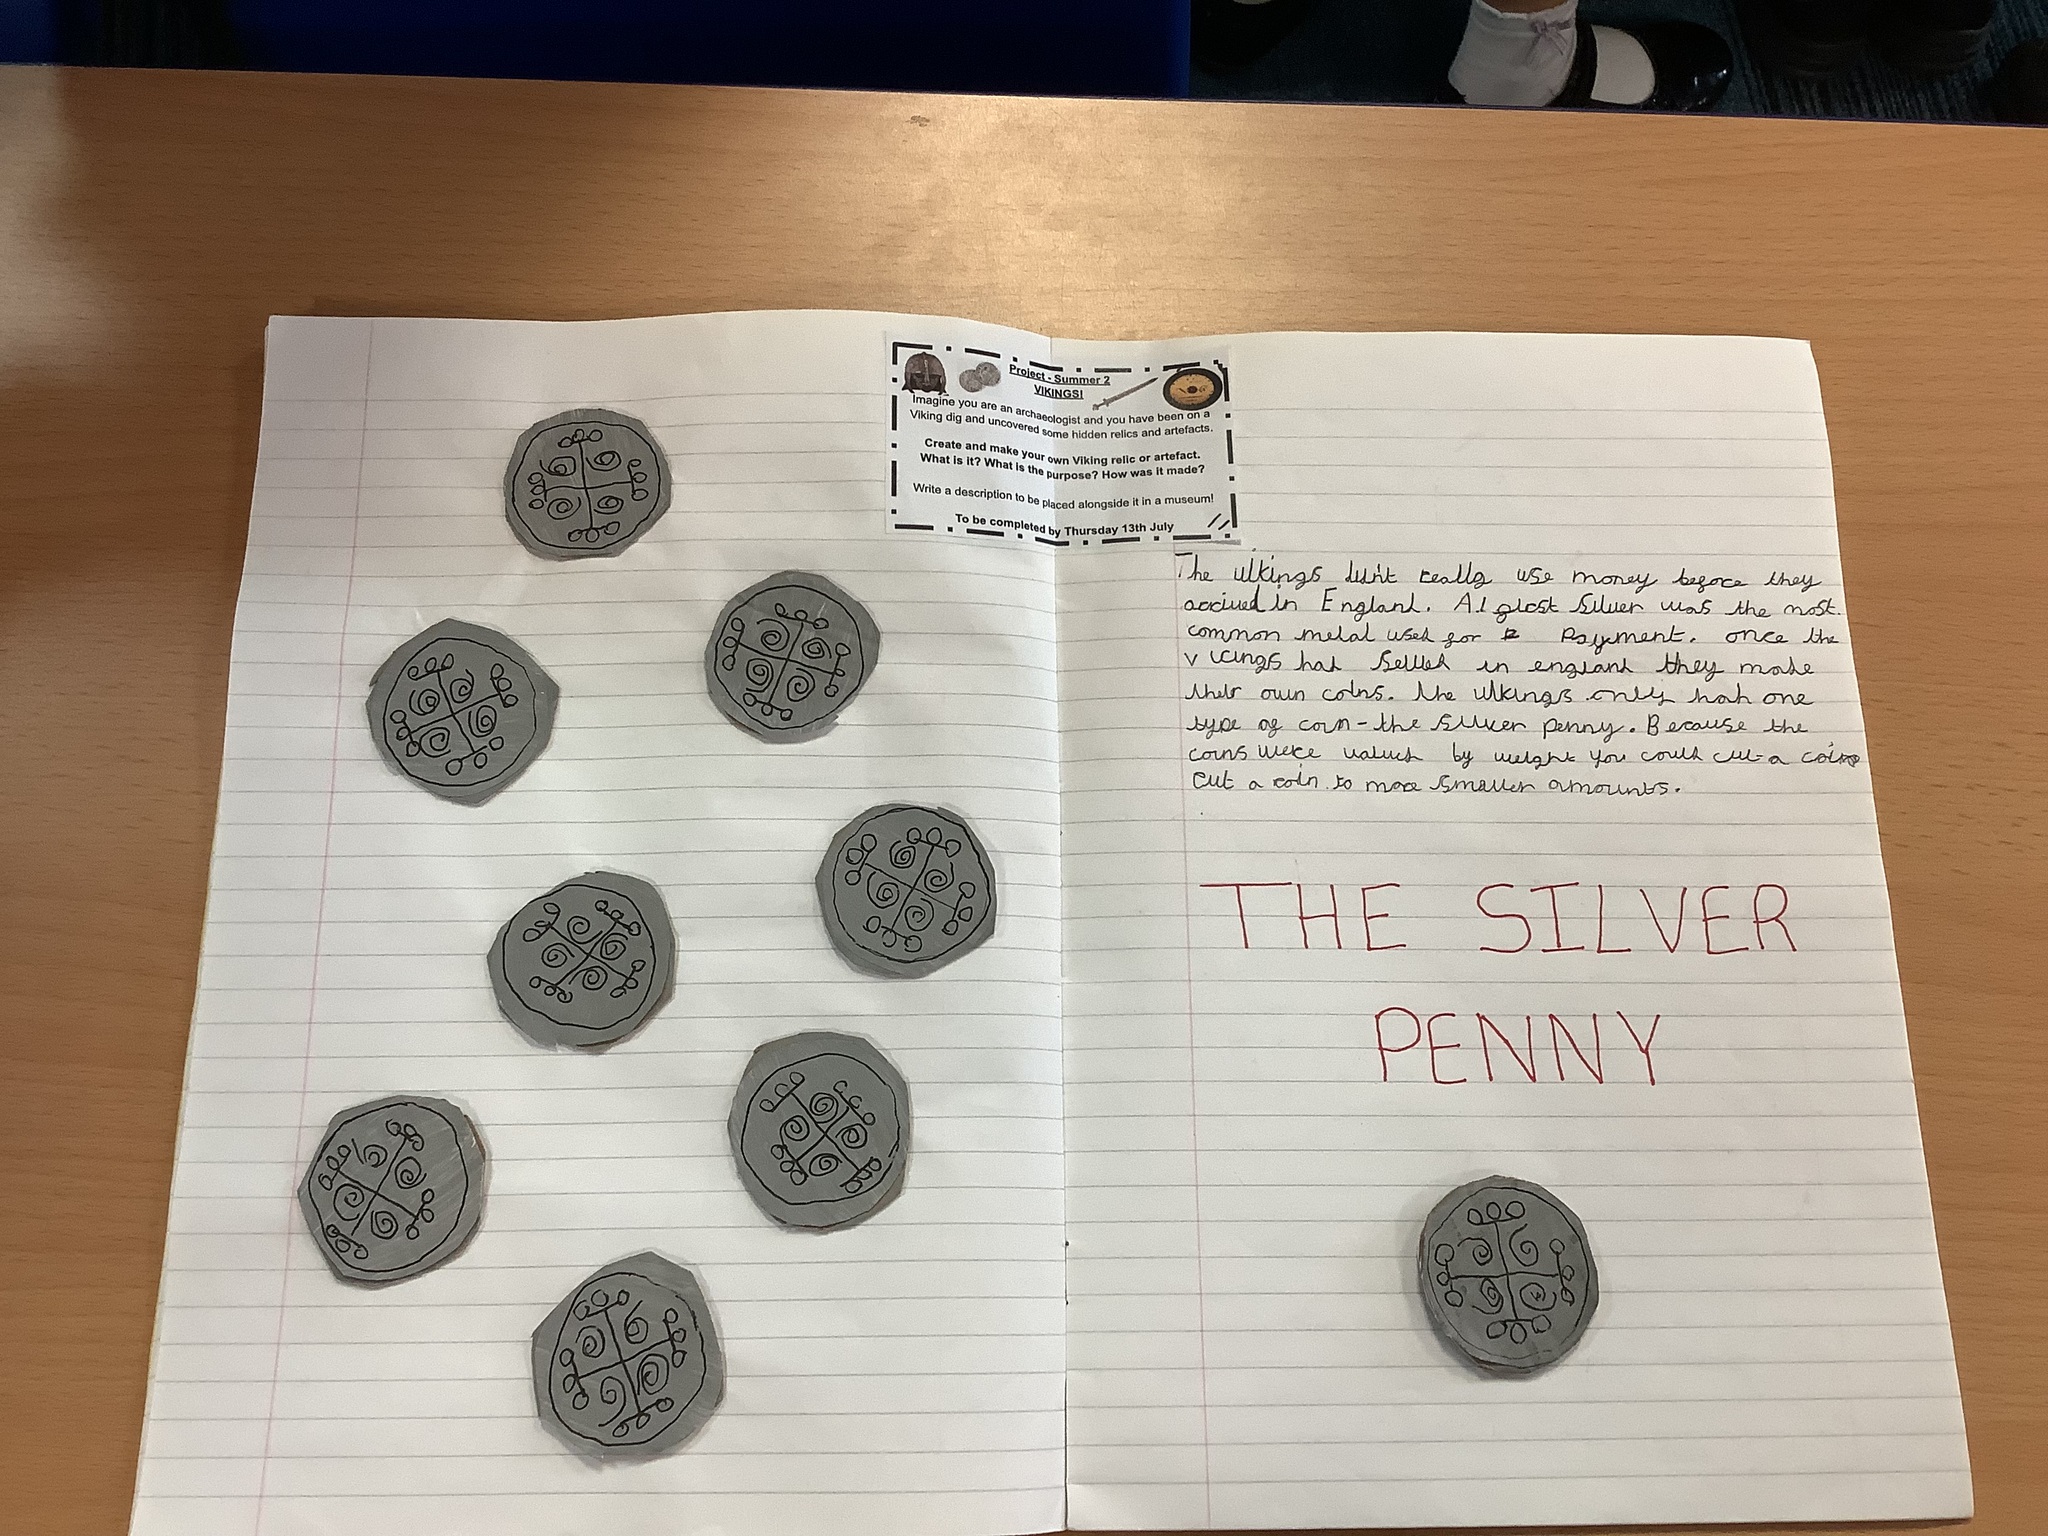 Project - Summer 2
VIKINGS!
Imagine you are an archaeologist and you have been on a
Viking dig and uncovered some hidden relics and artefacts.
Create and make your own Viking relic or artefact.
What is it? What is the purpose? How was it made?
Write a description to be placed alongside it in a museum!
To be completed by Thursday 13th July
The vikings didn't really use money before they
arrived in England. At first silver was the most
common metal used for Payment. once the
vikings had settled in england they made
their own coins. the vikings only had one
type of coin - the silver penny. Because the
coins were valued by weight you could cut a coin
cut a coin to make smaller amounts.
THE SILVER
PENNY